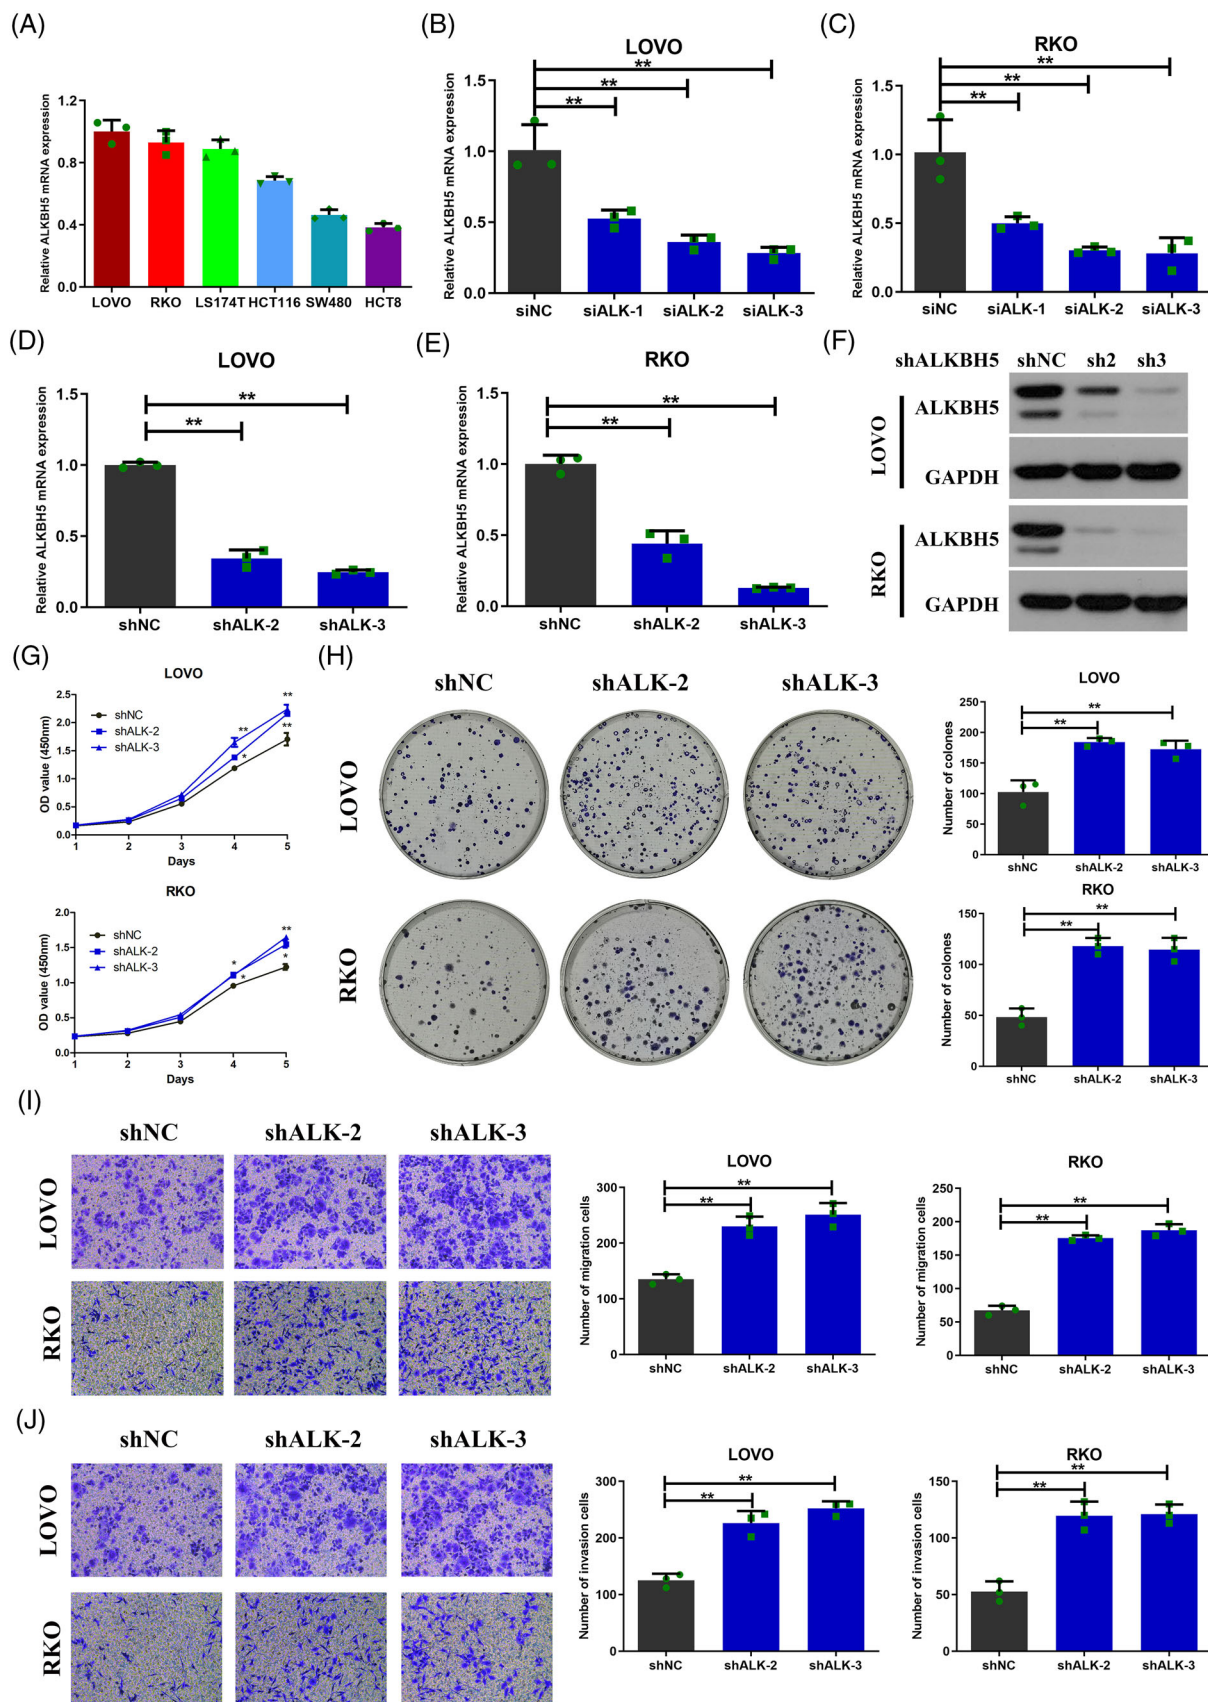 (A)
Relative ALKBH5 mRNA expression
1.2
0.8
0.4
0.0
LOVO RKO LS174T HCT116 SW480 HCT8
(B)
LOVO
**
**
**
Relative ALKBH5 mRNA expression
1.5
1.0
0.5
0.0
siNC siALK-1 siALK-2 siALK-3
(C)
RKO
**
**
**
Relative ALKBH5 mRNA expression
1.5
1.0
0.5
0.0
siNC siALK-1 siALK-2 siALK-3
(D)
LOVO
**
**
Relative ALKBH5 mRNA expression
1.5
1.0
0.5
0.0
shNC shALK-2 shALK-3
(E)
RKO
**
**
Relative ALKBH5 mRNA expression
1.5
1.0
0.5
0.0
shNC shALK-2 shALK-3
(F)
shALKBH5 shNC sh2 sh3
LOVO
ALKBH5
GAPDH
RKO
ALKBH5
GAPDH
(G)
LOVO
OD value (450nm)
2.5
2.0
1.5
1.0
0.5
0.0
shNC
shALK-2
shALK-3
**
**
**
*
1 2 3 4 5
Days
RKO
OD value (450nm)
2.0
1.5
1.0
0.5
0.0
shNC
shALK-2
shALK-3
**
*
*
*
1 2 3 4 5
Days
(H)
shNC shALK-2 shALK-3
LOVO
RKO
LOVO
**
**
Number of colones
250
200
150
100
50
0
shNC shALK-2 shALK-3
RKO
**
**
Number of colones
150
100
50
0
shNC shALK-2 shALK-3
(I)
shNC shALK-2 shALK-3
LOVO
RKO
LOVO
**
**
Number of migration cells
300
200
100
0
shNC shALK-2 shALK-3
RKO
**
**
Number of migration cells
250
200
150
100
50
0
shNC shALK-2 shALK-3
(J)
shNC shALK-2 shALK-3
LOVO
RKO
LOVO
**
**
Number of invasion cells
300
200
100
0
shNC shALK-2 shALK-3
RKO
**
**
Number of invasion cells
150
100
50
0
shNC shALK-2 shALK-3